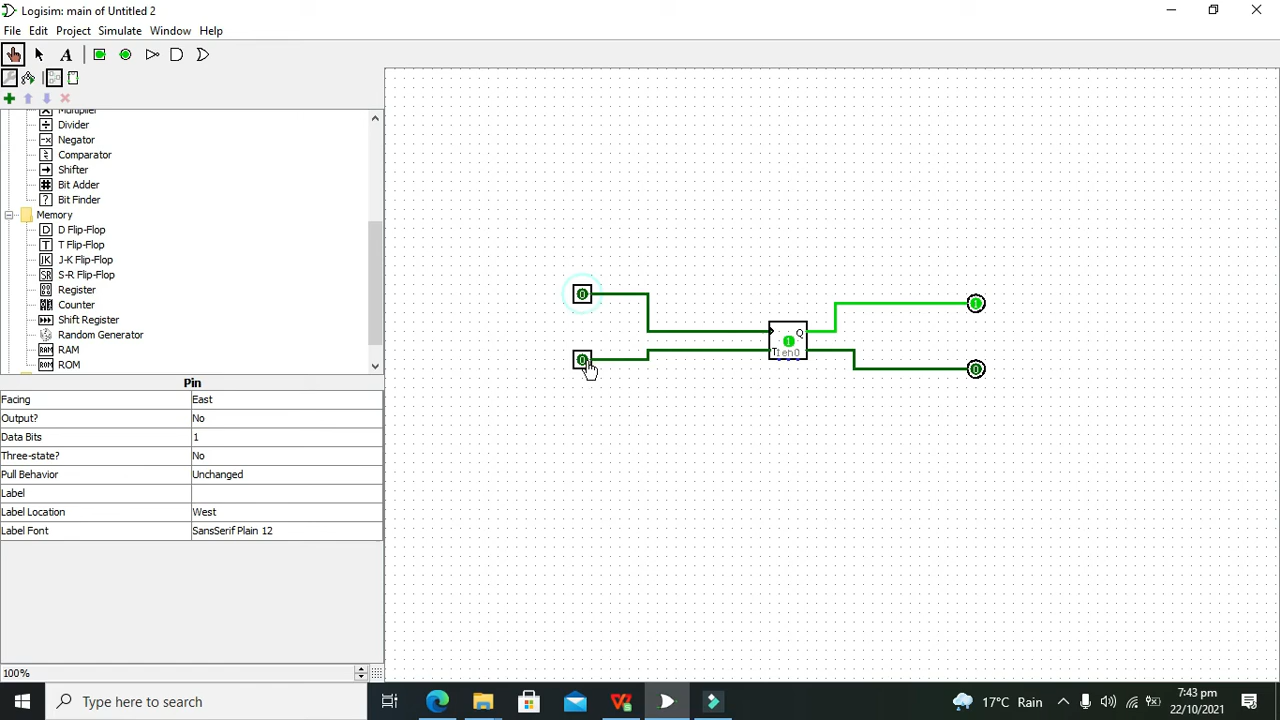 Logisim: main of Untitled 2
File Edit Project Simulate Window Help
A
Multiplier
Divider
Negator
Comparator
Shifter
Bit Adder
Bit Finder
Memory
D Flip-Flop
T Flip-Flop
J-K Flip-Flop
S-R Flip-Flop
Register
Counter
Shift Register
Random Generator
RAM
ROM
Pin
Facing East
Output? No
Data Bits 1
Three-state? No
Pull Behavior Unchanged
Label
Label Location West
Label Font SansSerif Plain 12
100%
0
0
Q
1
T 1en0
1
0
Type here to search
17°C Rain
7:43 pm
22/10/2021